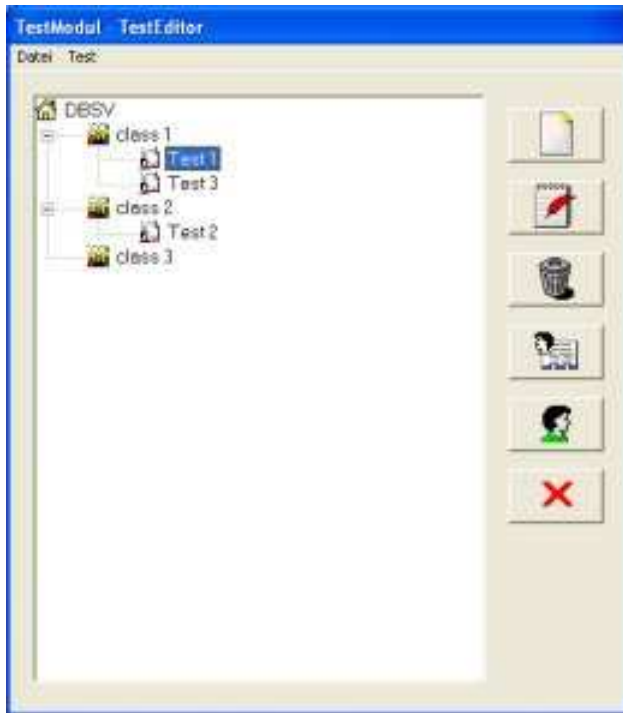 TestModul TestEditor
Datei Test
DBSV
class 1
Test 1
Test 3
class 2
Test 2
class 3